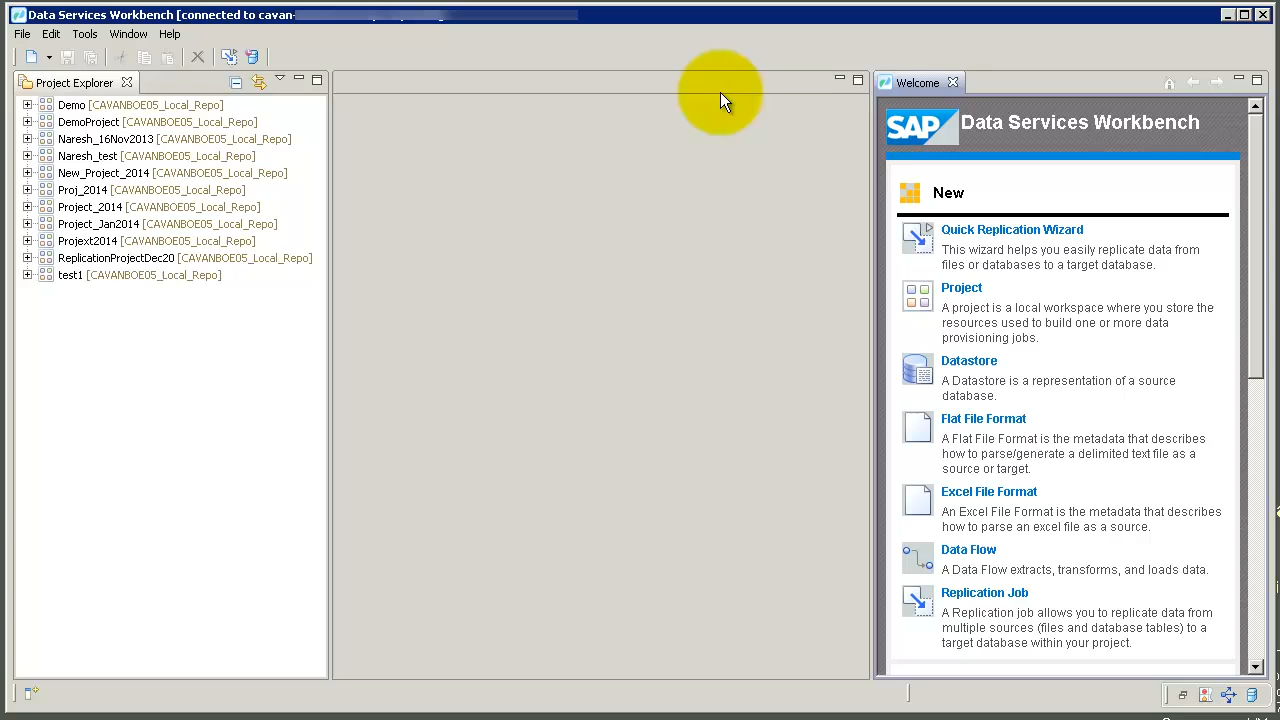 Data Services Workbench [connected to cavan-
File Edit Tools Window Help
Project Explorer
Demo [CAVANBOE05_Local_Repo]
DemoProject [CAVANBOE05_Local_Repo]
Naresh_16Nov2013 [CAVANBOE05_Local_Repo]
Naresh_test [CAVANBOE05_Local_Repo]
New_Project_2014 [CAVANBOE05_Local_Repo]
Proj_2014 [CAVANBOE05_Local_Repo]
Project_2014 [CAVANBOE05_Local_Repo]
Project_Jan2014 [CAVANBOE05_Local_Repo]
Projext2014 [CAVANBOE05_Local_Repo]
ReplicationProjectDec20 [CAVANBOE05_Local_Repo]
test1 [CAVANBOE05_Local_Repo]
Welcome
SAP Data Services Workbench
New
Quick Replication Wizard
This wizard helps you easily replicate data from
files or databases to a target database.
Project
A project is a local workspace where you store the
resources used to build one or more data
provisioning jobs.
Datastore
A Datastore is a representation of a source
database.
Flat File Format
A Flat File Format is the metadata that describes
how to parse/generate a delimited text file as a
source or target.
Excel File Format
An Excel File Format is the metadata that describes
how to parse an excel file as a source.
Data Flow
A Data Flow extracts, transforms, and loads data.
Replication Job
A Replication job allows you to replicate data from
multiple sources (files and database tables) to a
target database within your project.